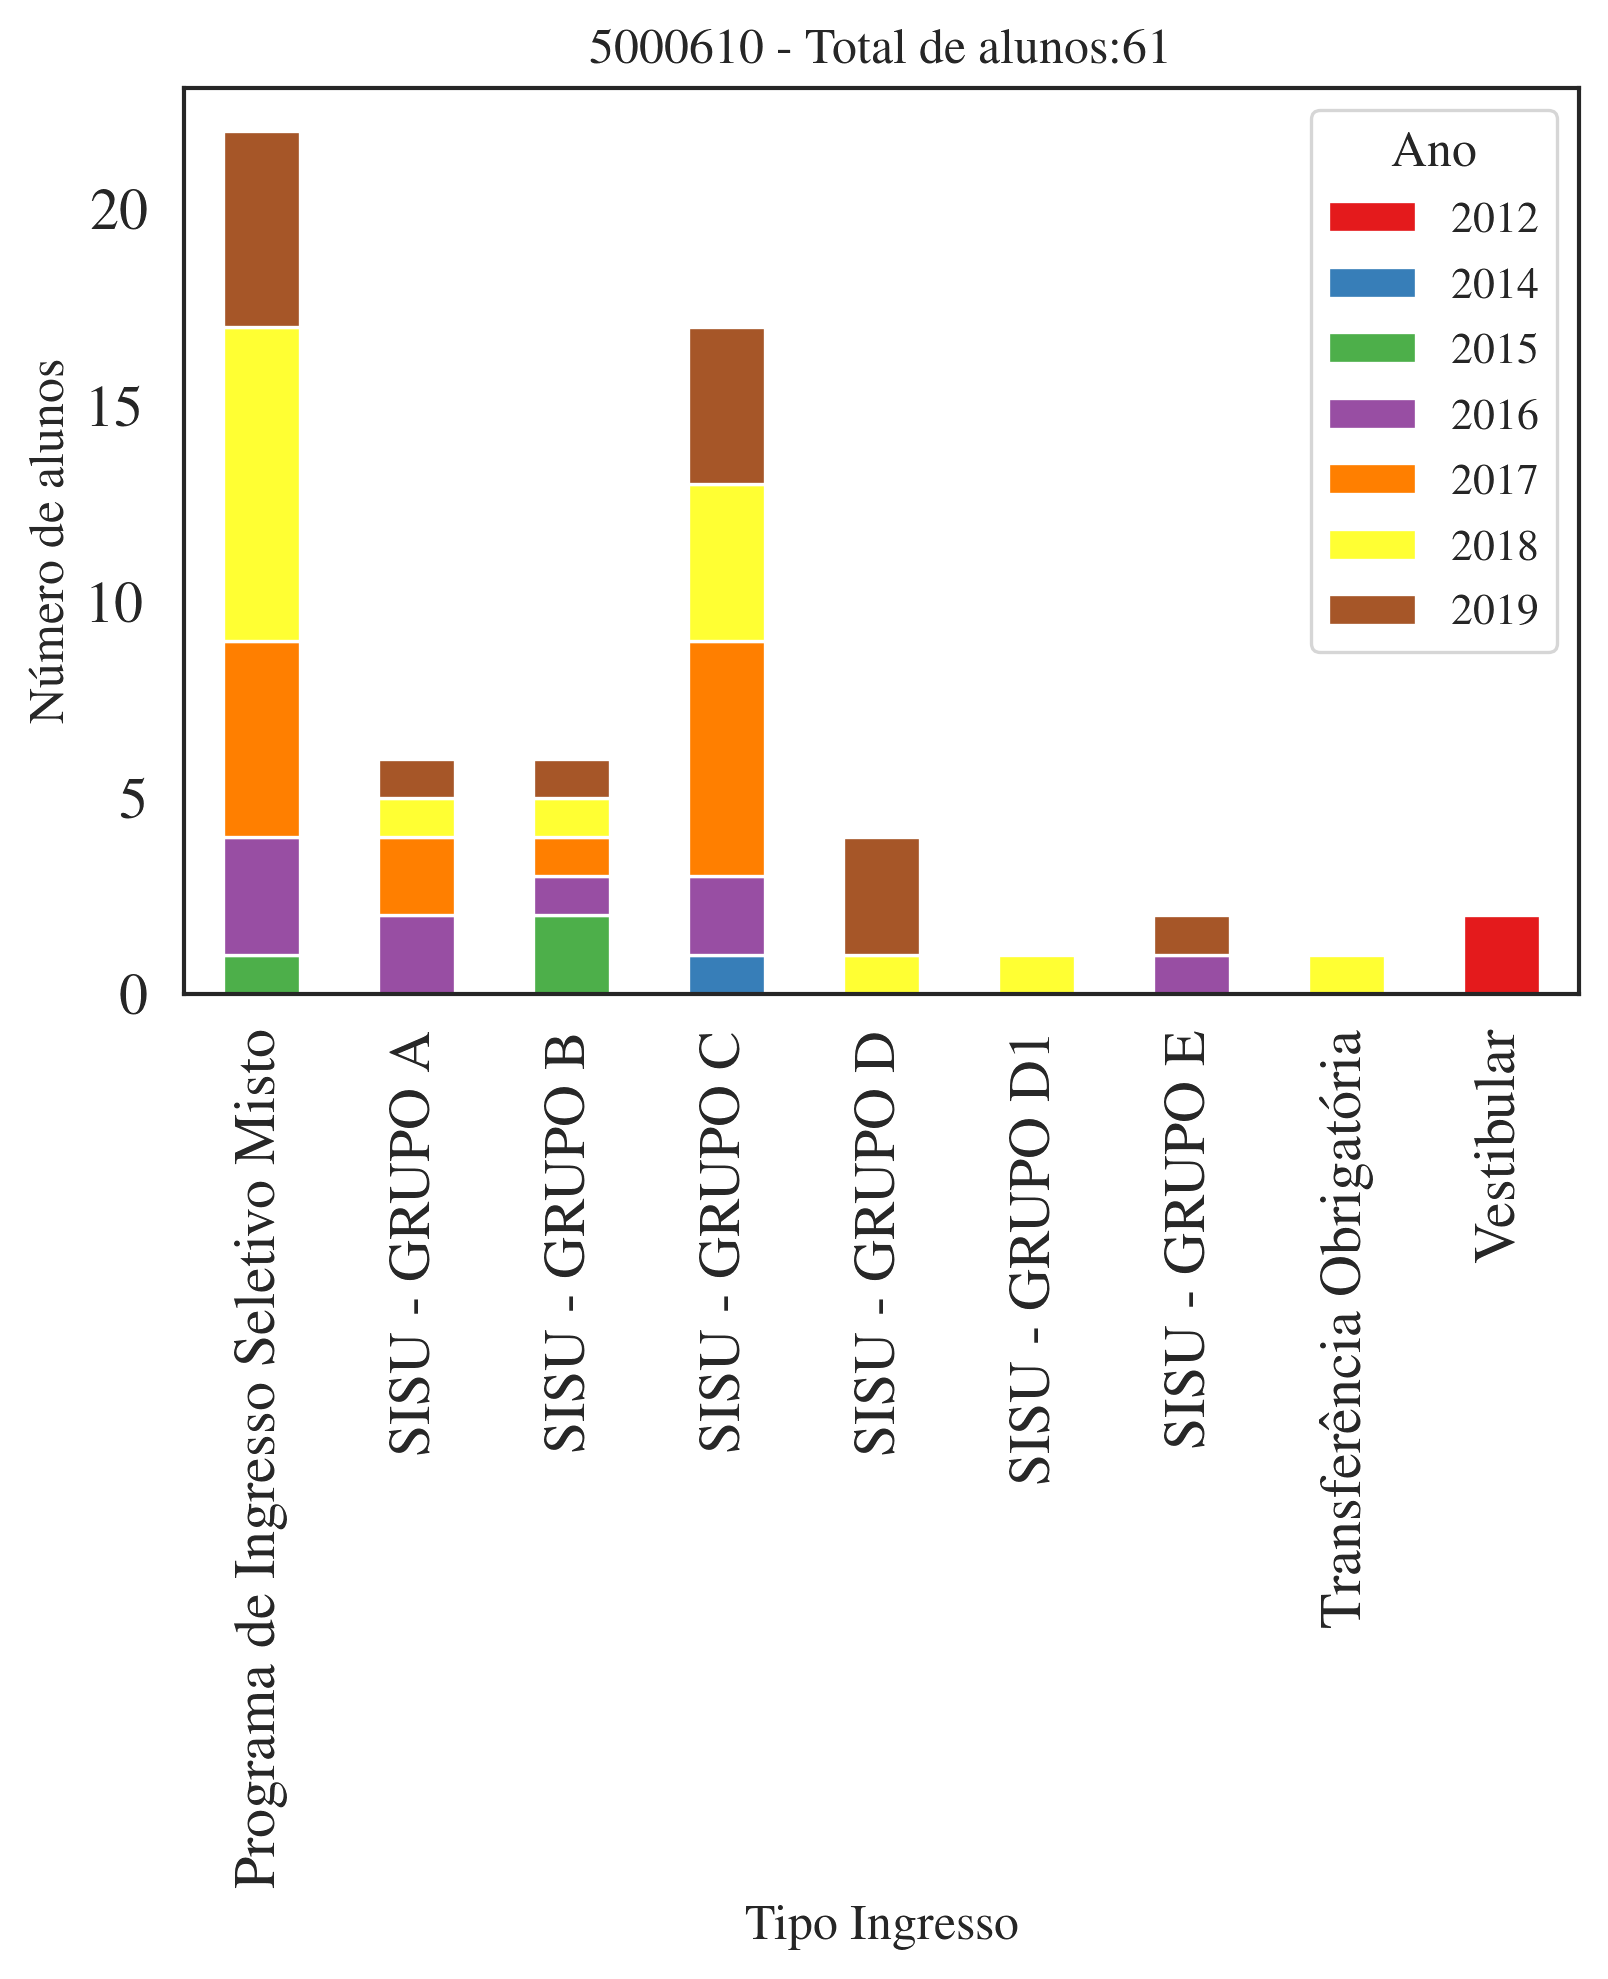 5000610 - Total de alunos:61
Número de alunos
20
15
10
5
0
Ano
2012
2014
2015
2016
2017
2018
2019
Programa de Ingresso Seletivo Misto
SISU - GRUPO A
SISU - GRUPO B
SISU - GRUPO C
SISU - GRUPO D
SISU - GRUPO D1
SISU - GRUPO E
Transferência Obrigatória
Vestibular
Tipo Ingresso